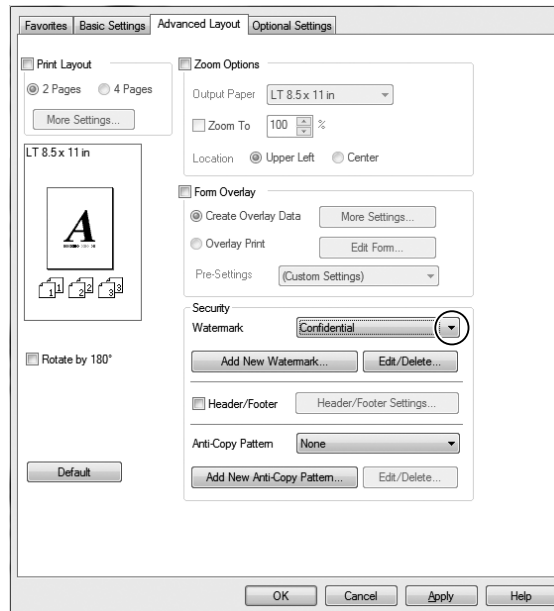 Favorites Basic Settings Advanced Layout Optional Settings
Print Layout
2 Pages 4 Pages
More Settings...
LT 8.5 x 11 in
A
1 1 2 2 3 3
Rotate by 180°
Default
Zoom Options
Output Paper LT 8.5 x 11 in
Zoom To 100 %
Location Upper Left Center
Form Overlay
Create Overlay Data More Settings...
Overlay Print Edit Form...
Pre-Settings (Custom Settings)
Security
Watermark Confidential
Add New Watermark... Edit/Delete...
Header/Footer Header/Footer Settings...
Anti-Copy Pattern None
Add New Anti-Copy Pattern... Edit/Delete...
OK Cancel Apply Help